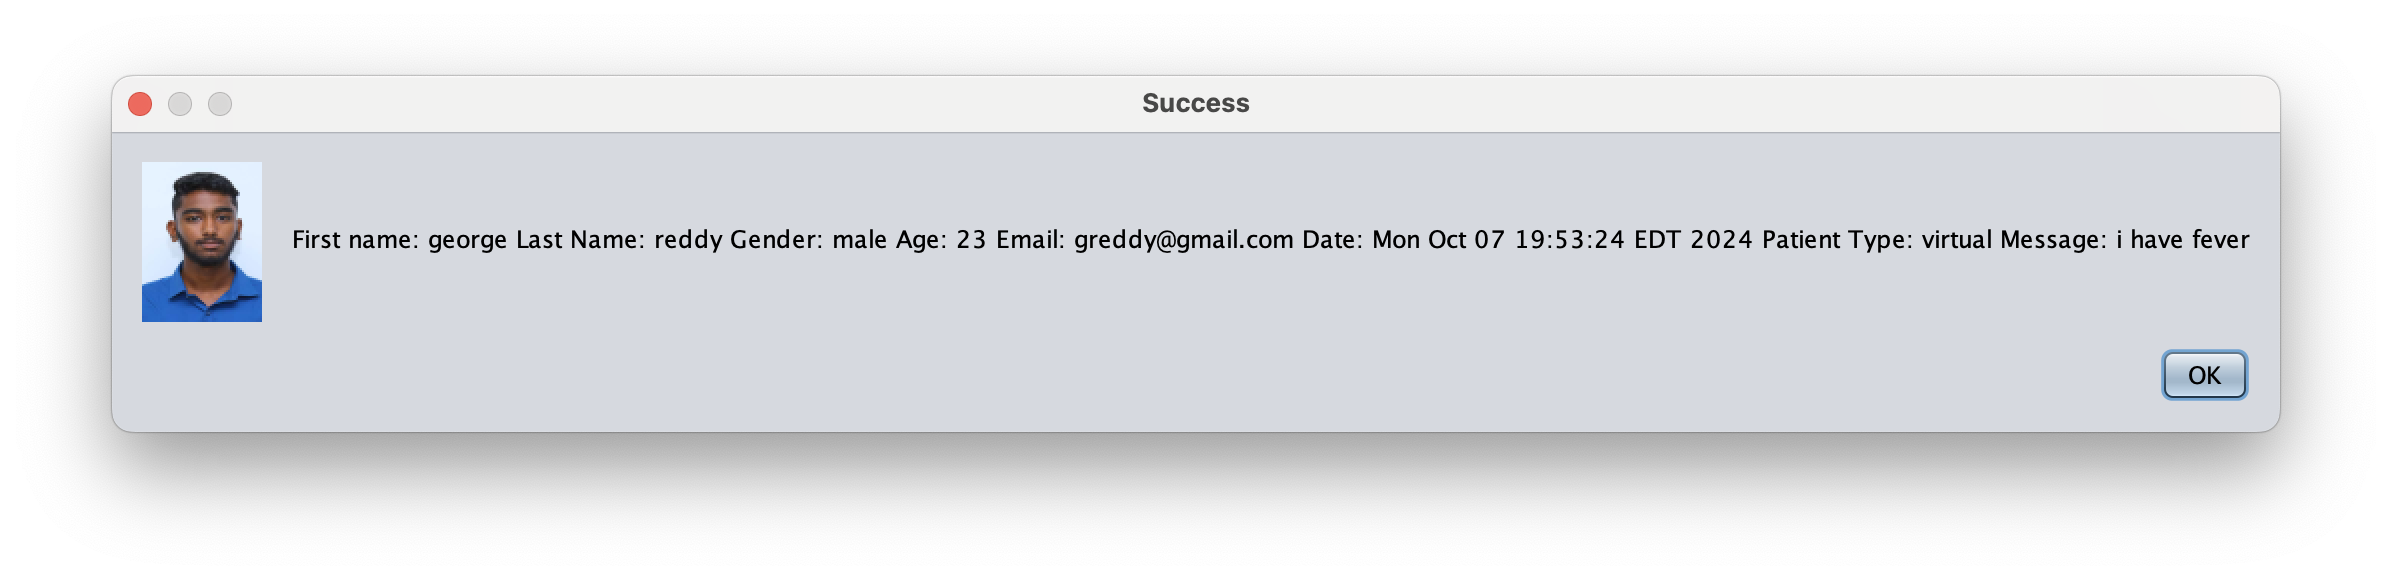 Success
First name: george Last Name: reddy Gender: male Age: 23 Email: greddy@gmail.com Date: Mon Oct 07 19:53:24 EDT 2024 Patient Type: virtual Message: i have fever
OK